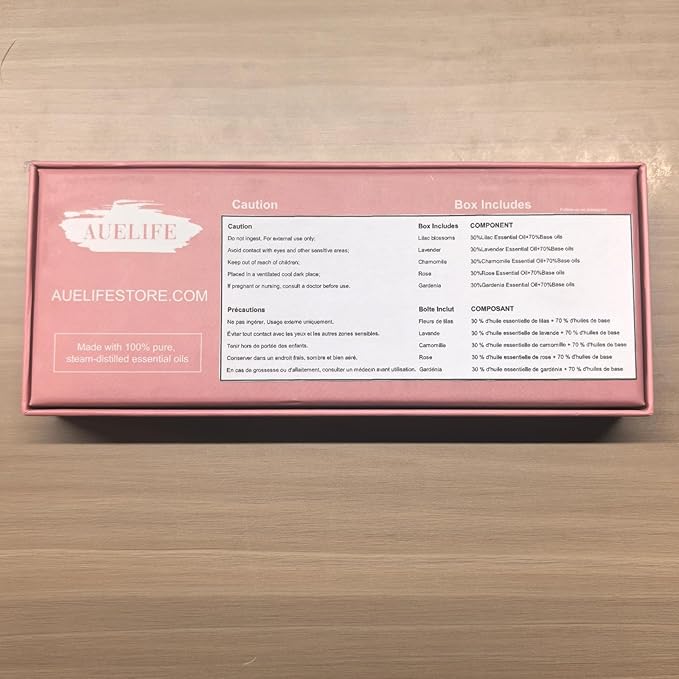 AUELIFE
AUELIFESTORE.COM
Made with 100% pure,
steam-distilled essential oils
Caution
Box Includes
Caution Box Includes COMPONENT
Do not ingest. For external use only; Lilac blossoms 30%Lilac Essential Oil+70%Base oils
Avoid contact with eyes and other sensitive areas; Lavender 30%Lavender Essential Oil+70%Base oils
Keep out of reach of children; Chamomile 30%Chamomile Essential Oil+70%Base oils
Placed in a ventilated cool dark place; Rose 30%Rose Essential Oil+70%Base oils
If pregnant or nursing, consult a doctor before use. Gardenia 30%Gardenia Essential Oil+70%Base oils
Précautions Boîte Inclut COMPOSANT
Ne pas ingérer. Usage externe uniquement. Fleurs de lilas 30 % d'huile essentielle de lilas + 70 % d'huiles de base
Éviter tout contact avec les yeux et les autres zones sensibles. Lavande 30 % d'huile essentielle de lavande + 70 % d'huiles de base
Tenir hors de portée des enfants. Camomille 30 % d'huile essentielle de camomille + 70 % d'huiles de base
Conserver dans un endroit frais, sombre et bien aéré. Rose 30 % d'huile essentielle de rose + 70 % d'huiles de base
En cas de grossesse ou d'allaitement, consulter un médecin avant utilisation. Gardénia 30 % d'huile essentielle de gardénia + 70 % d'huiles de base